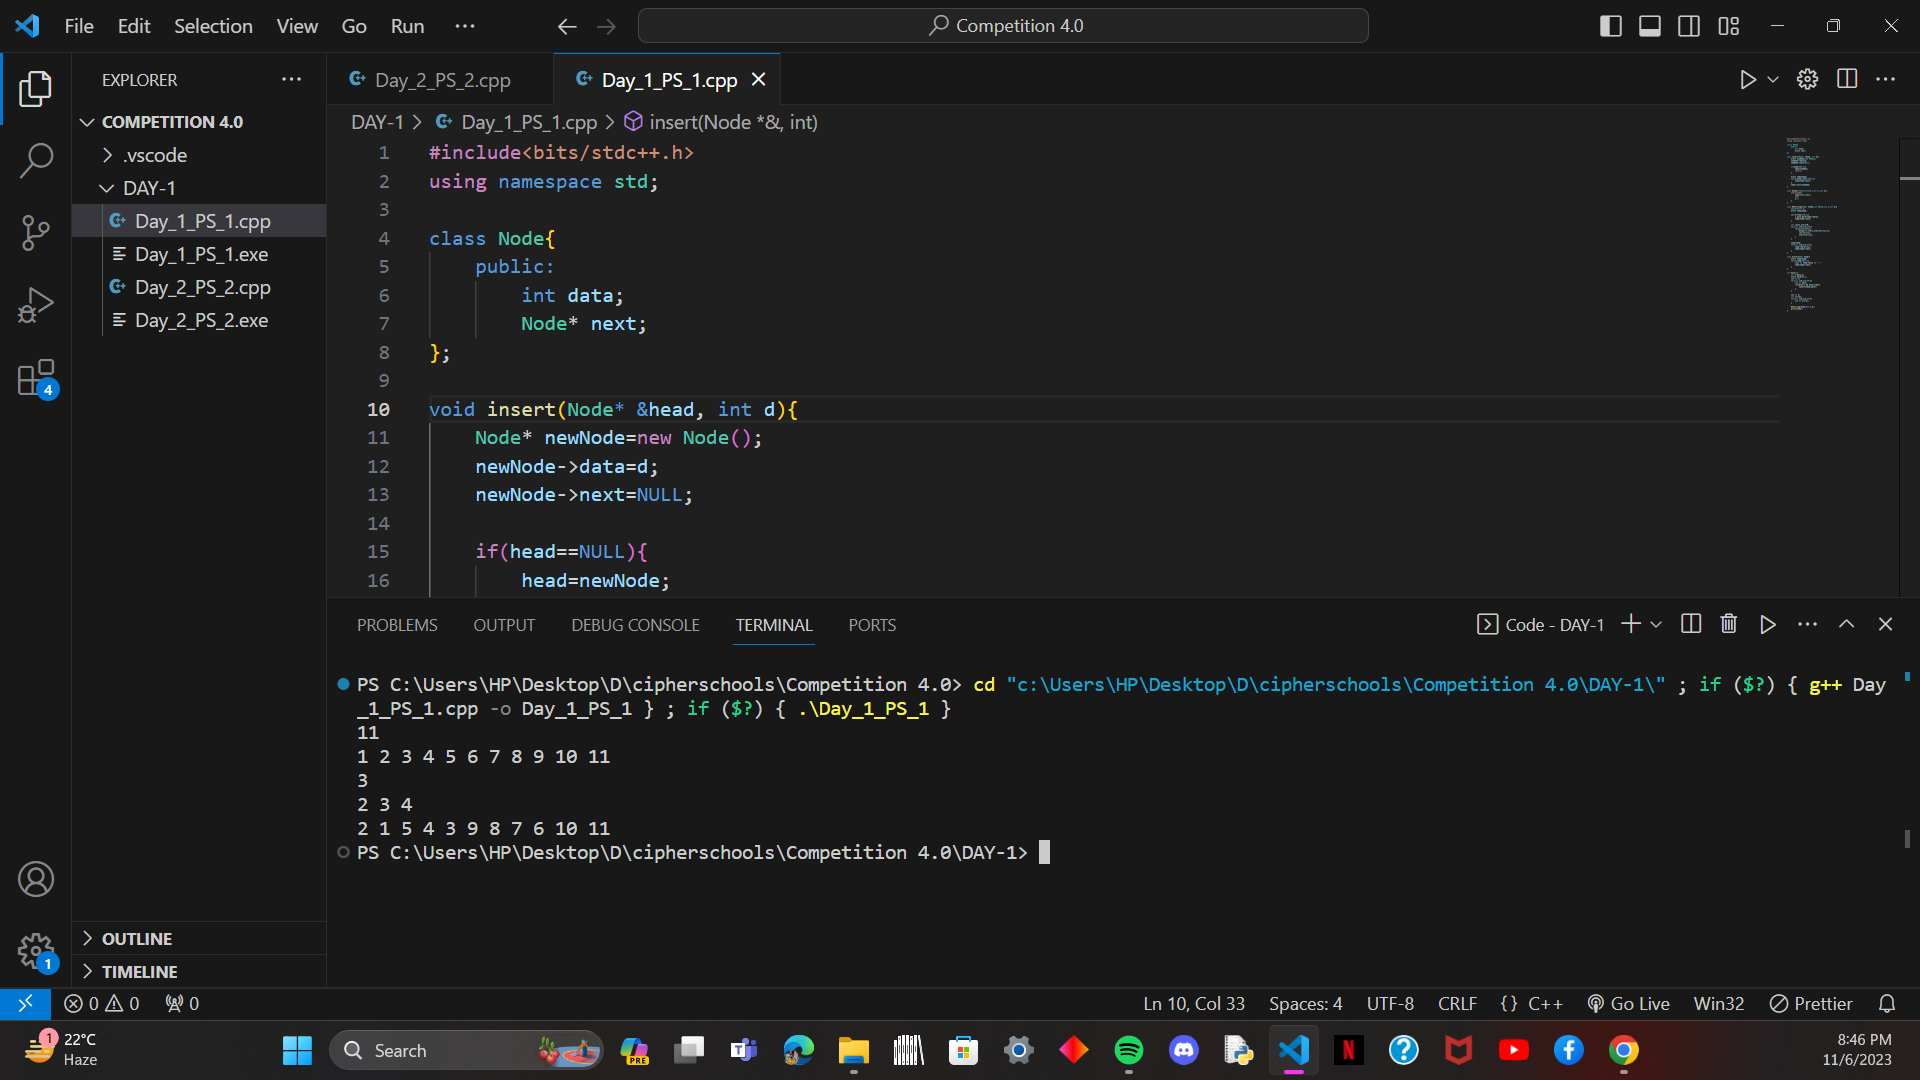 File Edit Selection View Go Run ...
Competition 4.0
EXPLORER
Day_2_PS_2.cpp
Day_1_PS_1.cpp
COMPETITION 4.0
.vscode
DAY-1
Day_1_PS_1.cpp
Day_1_PS_1.exe
Day_2_PS_2.cpp
Day_2_PS_2.exe
DAY-1 > Day_1_PS_1.cpp > insert(Node *&, int)
1 #include<bits/stdc++.h>
2 using namespace std;
3
4 class Node{
5 public:
6 int data;
7 Node* next;
8 };
9
10 void insert(Node* &head, int d){
11 Node* newNode=new Node();
12 newNode->data=d;
13 newNode->next=NULL;
14
15 if(head==NULL){
16 head=newNode;
4
PROBLEMS OUTPUT DEBUG CONSOLE TERMINAL PORTS
Code - DAY-1
PS C:\Users\HP\Desktop\D\cipherschools\Competition 4.0> cd "c:\Users\HP\Desktop\D\cipherschools\Competition 4.0\DAY-1\" ; if ($?) { g++ Day
_1_PS_1.cpp -o Day_1_PS_1 } ; if ($?) { .\Day_1_PS_1 }
11
1 2 3 4 5 6 7 8 9 10 11
3
2 3 4
2 1 5 4 3 9 8 7 6 10 11
PS C:\Users\HP\Desktop\D\cipherschools\Competition 4.0\DAY-1>
OUTLINE
1
TIMELINE
0 0 0
Ln 10, Col 33 Spaces: 4 UTF-8 CRLF {} C++ Go Live Win32 Prettier
1
22°C
Haze
Search
PRE
8:46 PM
11/6/2023